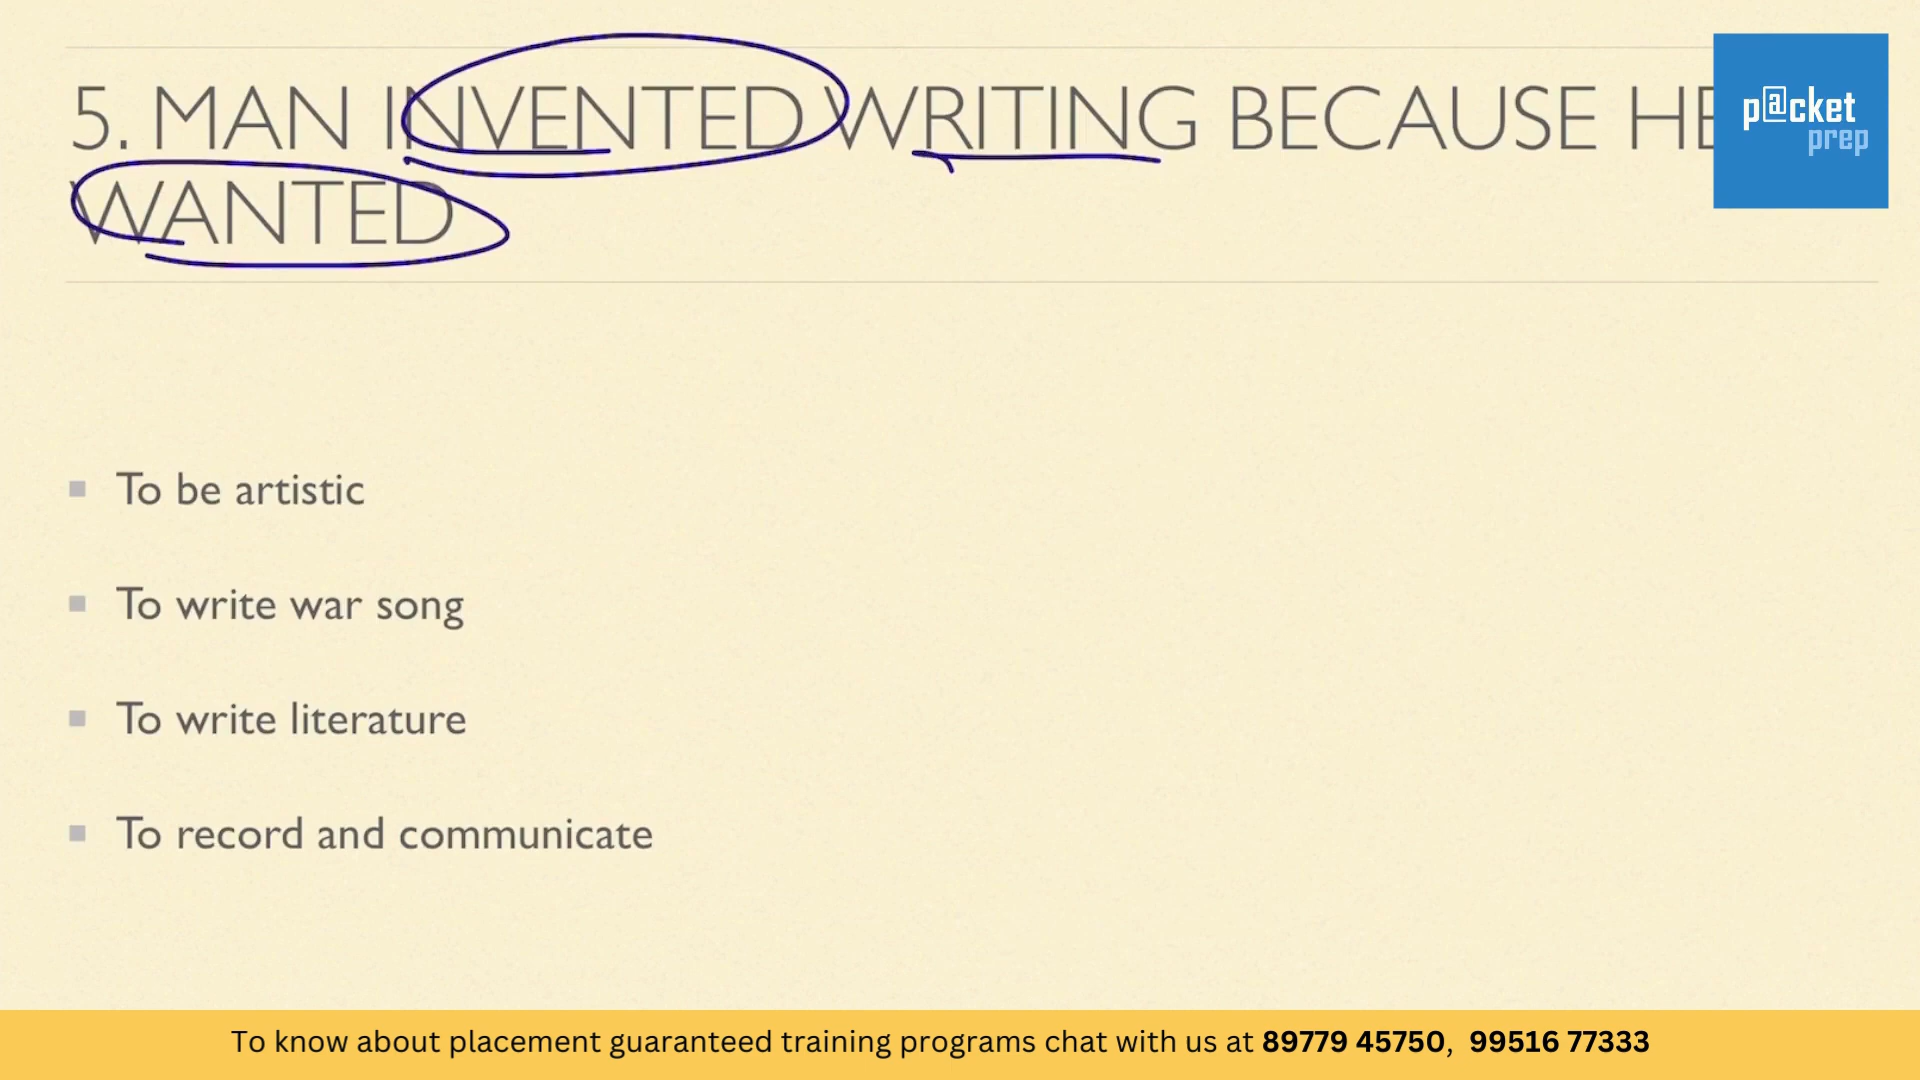 5. MAN INVENTED WRITING BECAUSE HE
WANTED
p@cket
prep
To be artistic
To write war song
To write literature
To record and communicate
To know about placement guaranteed training programs chat with us at 89779 45750, 99516 77333